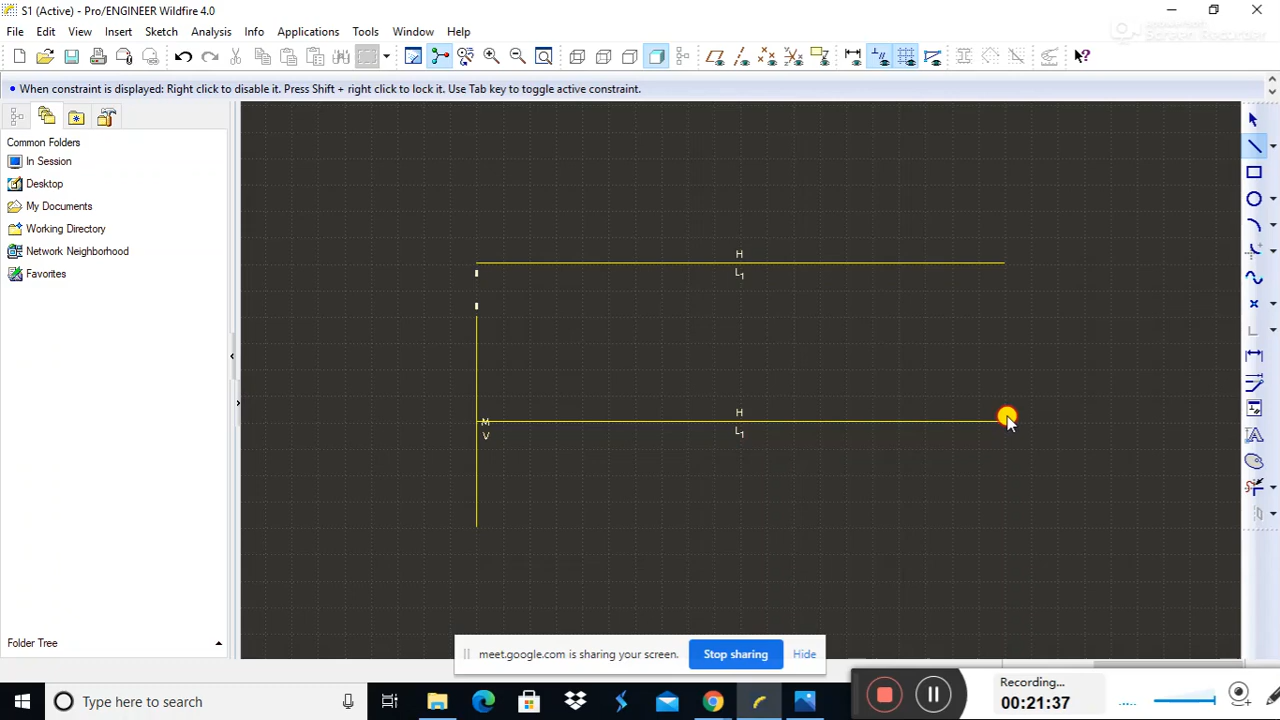 S1 (Active) - Pro/ENGINEER Wildfire 4.0
File Edit View Insert Sketch Analysis Info Applications Tools Window Help
When constraint is displayed: Right click to disable it. Press Shift + right click to lock it. Use Tab key to toggle active constraint.
Common Folders
In Session
Desktop
My Documents
Working Directory
Network Neighborhood
Favorites
H
L1
H
L1
M
V
Folder Tree
meet.google.com is sharing your screen.
Stop sharing
Hide
Type here to search
Recording...
00:21:37